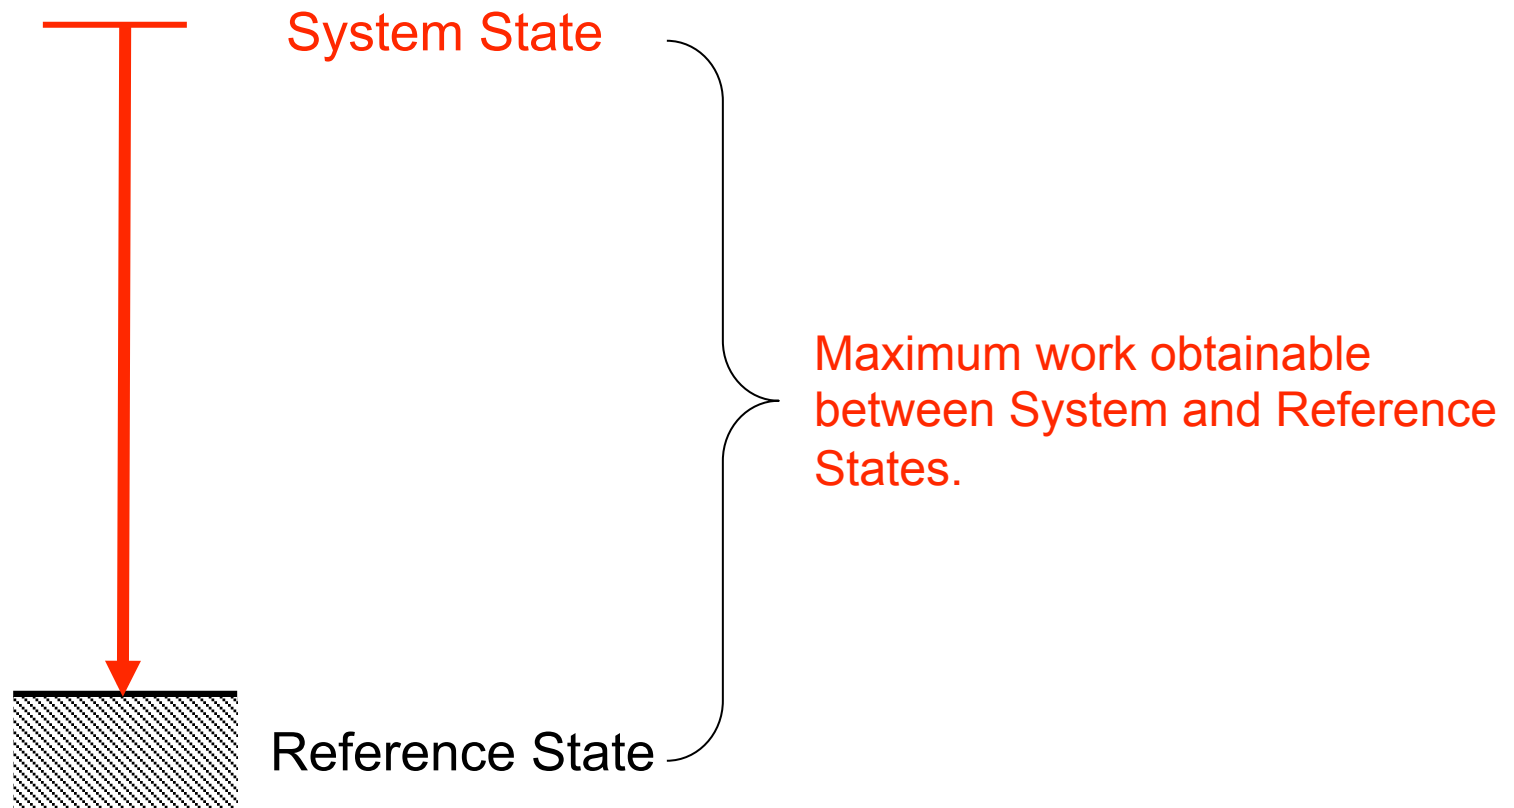 System State
Maximum work obtainable
between System and Reference
States.
Reference State